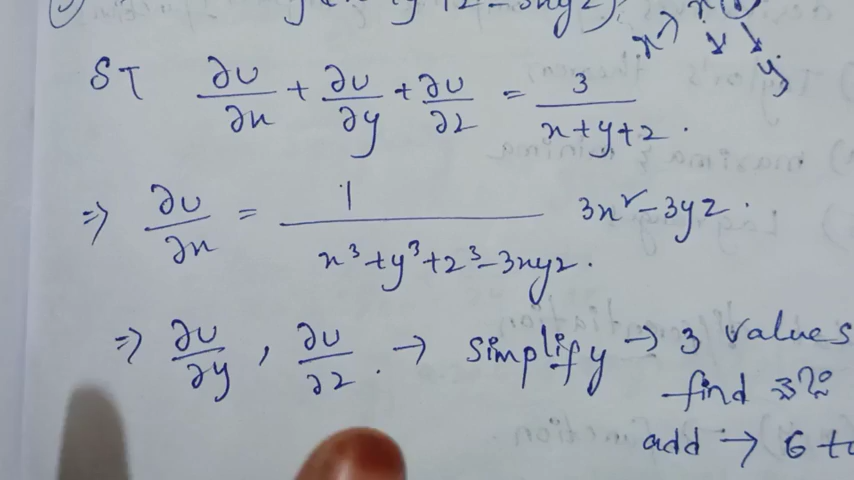 ST ∂u/∂x + ∂u/∂y + ∂u/∂z = 3/(x+y+z).
⇒ ∂u/∂x = 1/(x³+y³+z³-3xyz). 3x²-3yz.
⇒ ∂u/∂y, ∂u/∂z. → simplify → 3 values
find
add → 6